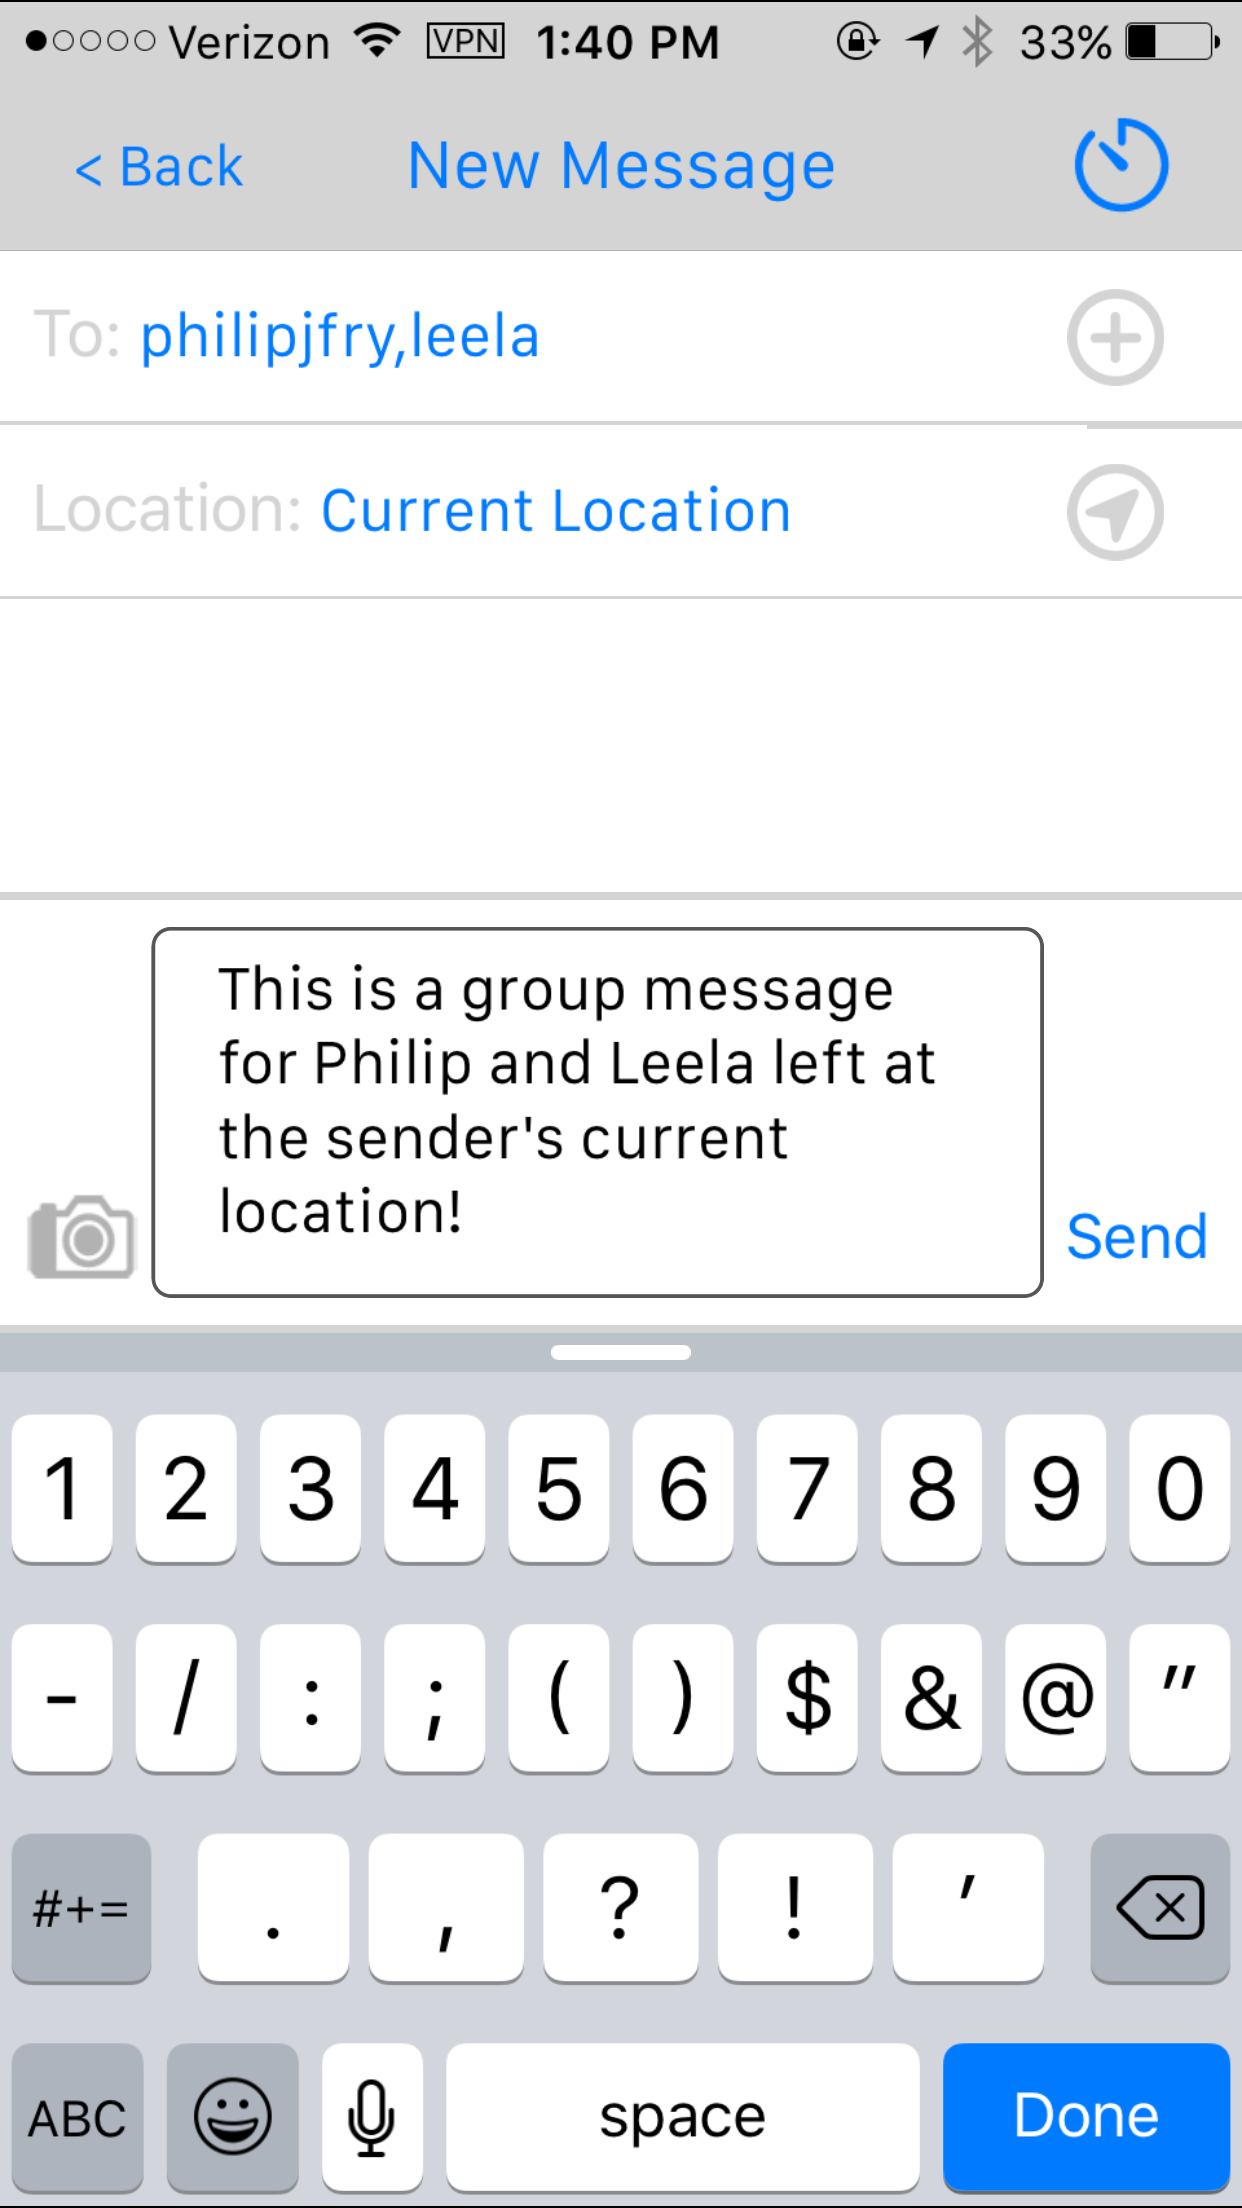 Verizon VPN 1:40 PM 33%
< Back New Message
To: philipjfry,leela
Location: Current Location
This is a group message
for Philip and Leela left at
the sender's current
location!
Send
1 2 3 4 5 6 7 8 9 0
- / : ; ( ) $ & @ "
#+= . , ? ! '
ABC space Done